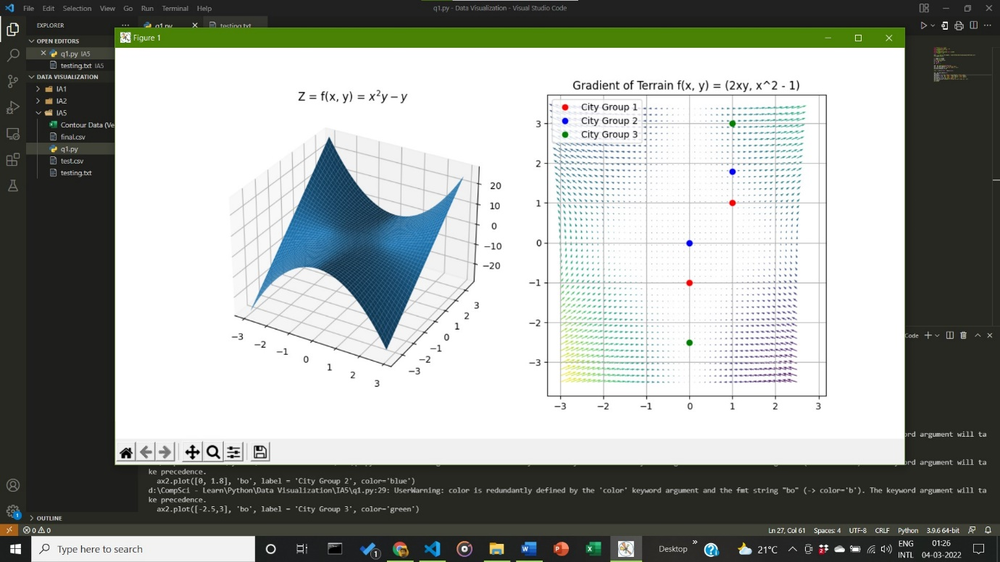 File Edit Selection View Go Run Terminal Help
q1.py - Data Visualization - Visual Studio Code
EXPLORER
q1.py
testing.txt
OPEN EDITORS
q1.py IA5
testing.txt IA5
DATA VISUALIZATION
IA1
IA2
IA5
Contour Data (Ve
final.csv
q1.py
test.csv
testing.txt
OUTLINE
Figure 1
Z = f(x, y) = x²y − y
20
10
0
−10
−20
−3 −2 −1 0 1 2 3
−3 −2 −1 0 1 2 3
Gradient of Terrain f(x, y) = (2xy, x^2 - 1)
City Group 1
City Group 2
City Group 3
3
2
1
0
−1
−2
−3
−3 −2 −1 0 1 2 3
Code
ord argument will ta
ord argument will ta
ke precedence.
ax2.plot([0, 1.8], 'bo', label = 'City Group 2', color='blue')
d:\CompSci - Learn\Python\Data Visualization\IA5\q1.py:29: UserWarning: color is redundantly defined by the 'color' keyword argument and the fmt string "bo" (-> color='b'). The keyword argument will ta
ke precedence.
ax2.plot([-2.5,3], 'bo', label = 'City Group 3', color='green')
1
0 0
Ln 27, Col 61 Spaces: 4 UTF-8 CRLF Python 3.9.6 64-bit
Type here to search
1
Desktop
21°C
ENG
INTL
01:26
04-03-2022